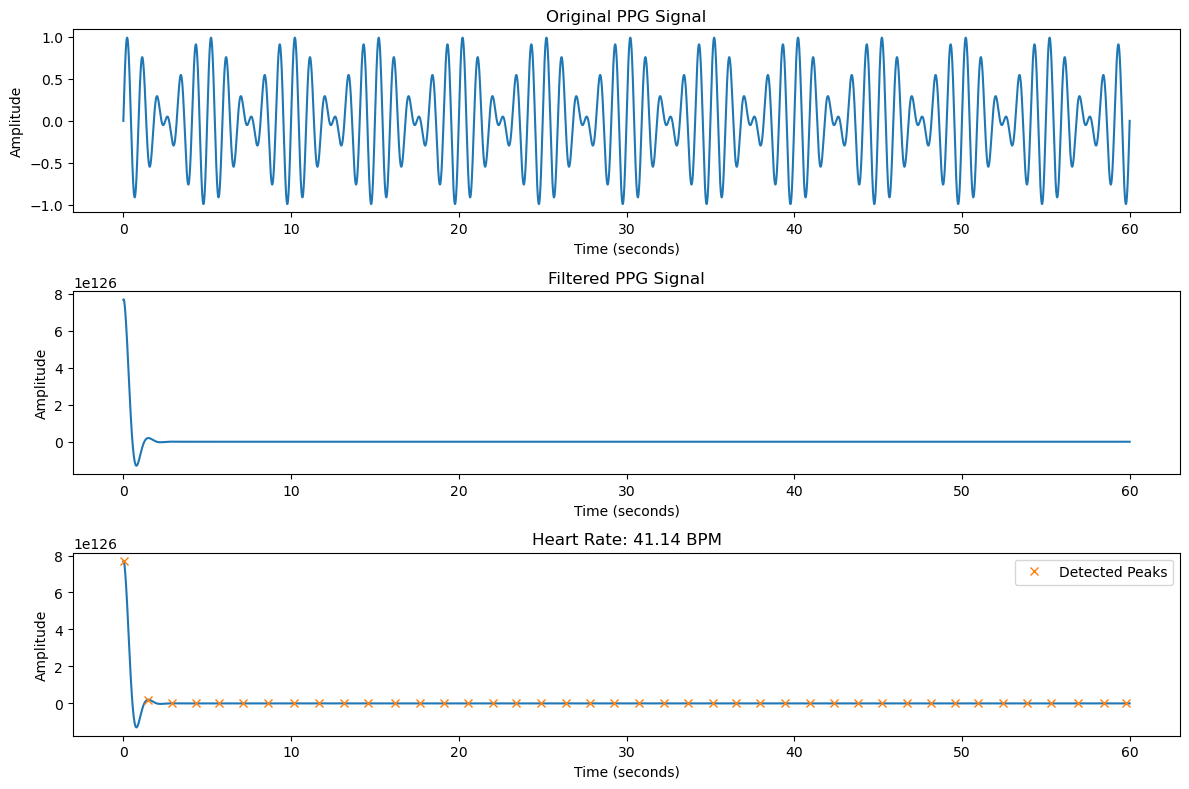 Original PPG Signal
1.0
0.5
0.0
−0.5
−1.0
Amplitude
0 10 20 30 40 50 60
Time (seconds)
Filtered PPG Signal
1e126
8
6
4
2
0
Amplitude
0 10 20 30 40 50 60
Time (seconds)
Heart Rate: 41.14 BPM
1e126
8
6
4
2
0
Amplitude
Detected Peaks
0 10 20 30 40 50 60
Time (seconds)